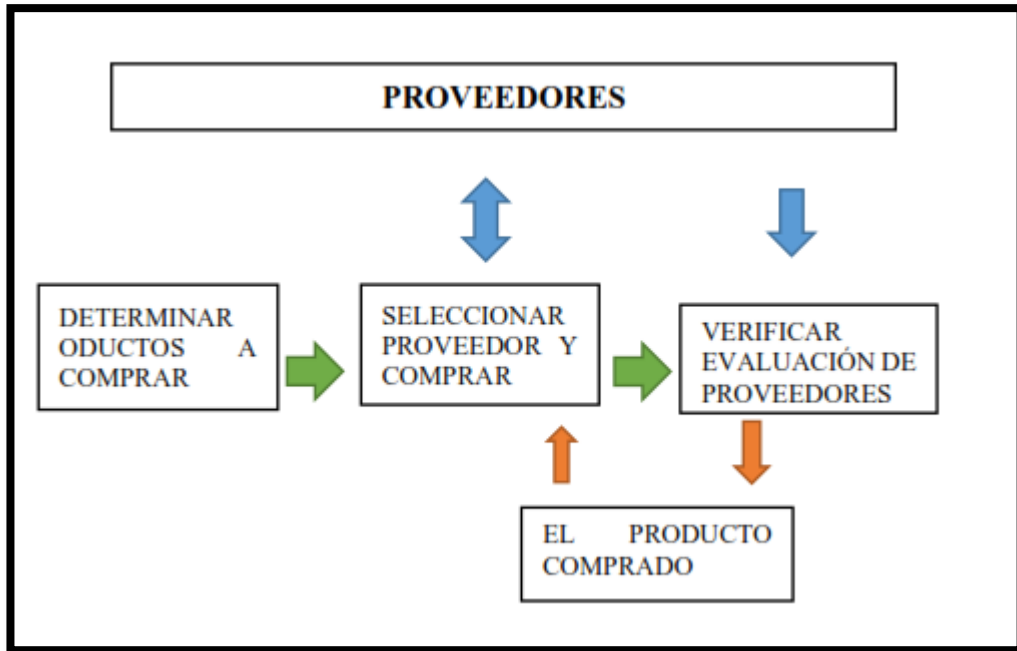 PROVEEDORES
DETERMINAR
ODUCTOS A
COMPRAR
SELECCIONAR
PROVEEDOR Y
COMPRAR
VERIFICAR
EVALUACIÓN DE
PROVEEDORES
EL PRODUCTO
COMPRADO